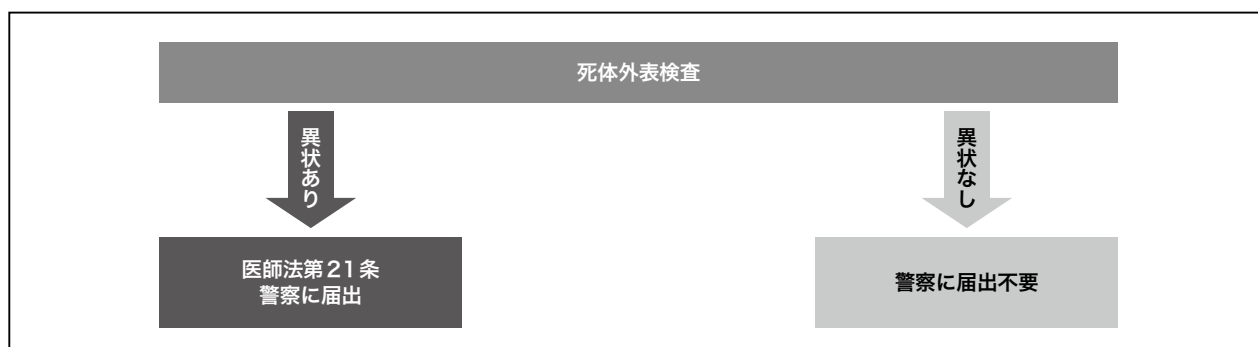 死体外表検査
異状あり
異状なし
医師法第21条
警察に届出
警察に届出不要